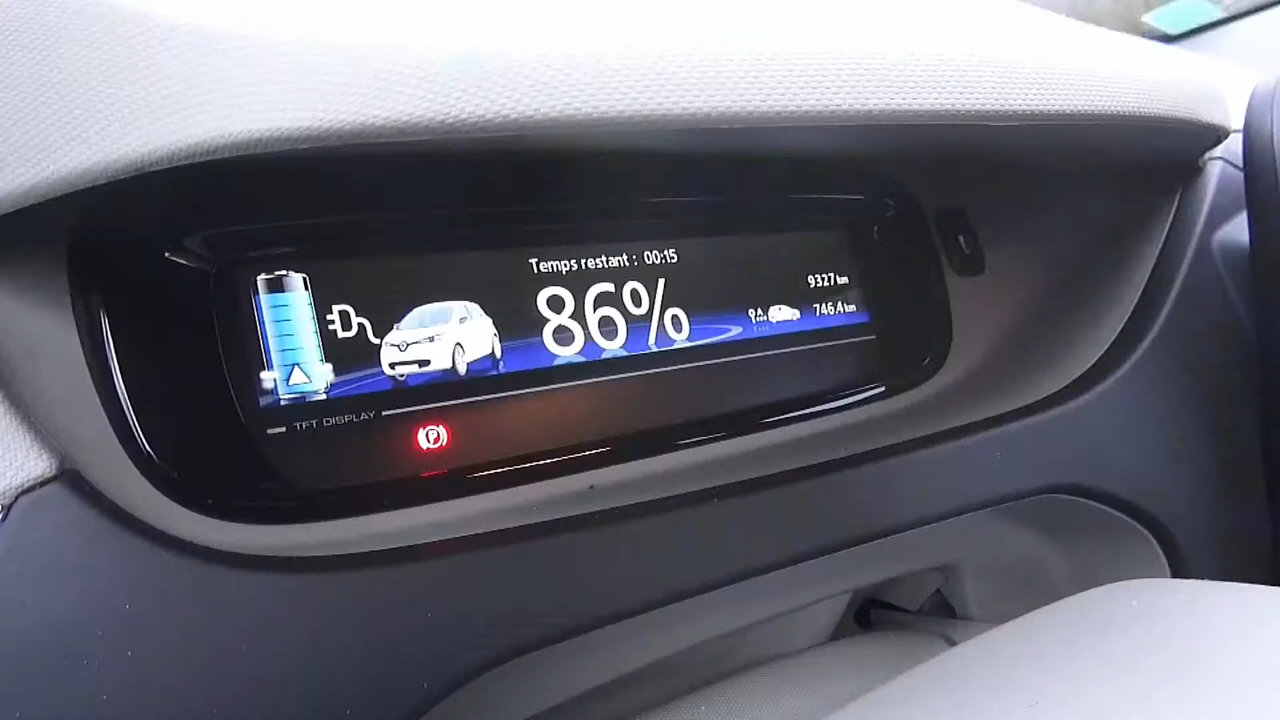 Temps restant : 00:15
86%
9327 km
746.4 km
TFT DISPLAY
P